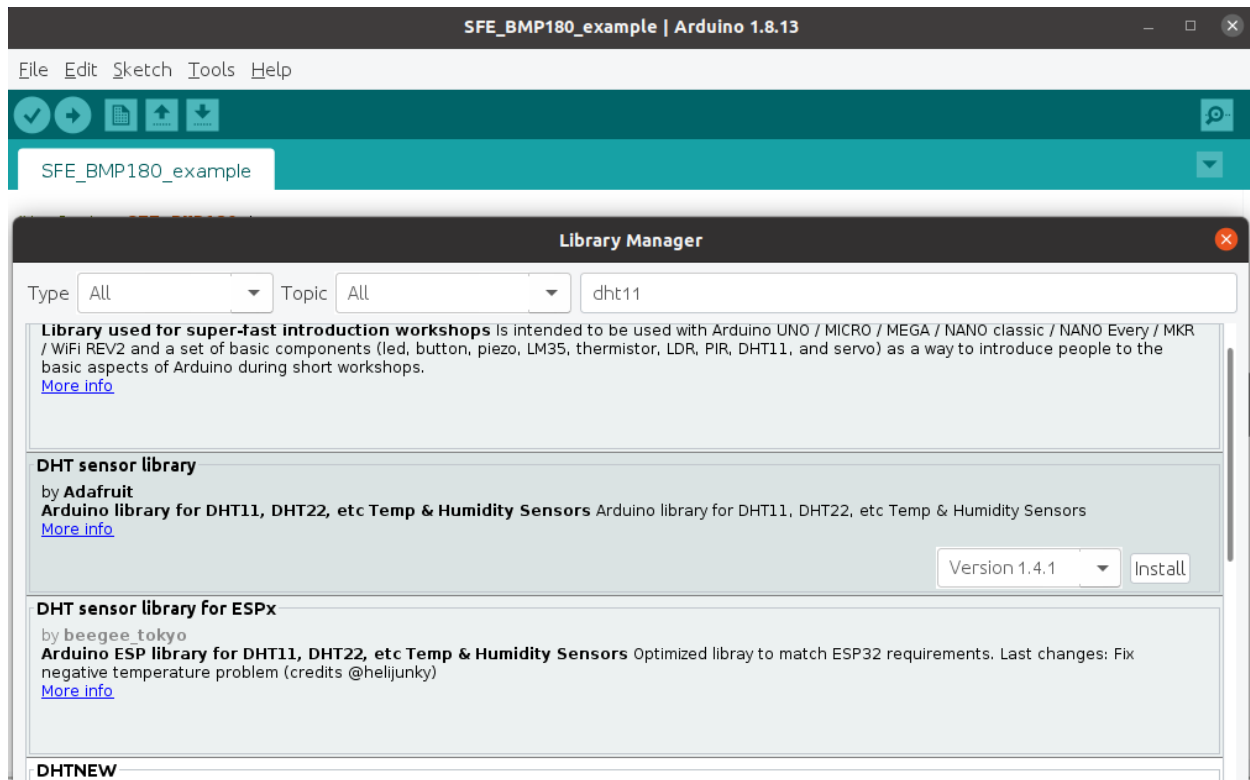 SFE_BMP180_example | Arduino 1.8.13
File Edit Sketch Tools Help
SFE_BMP180_example
Library Manager
Type All Topic All dht11
Library used for super-fast introduction workshops Is intended to be used with Arduino UNO / MICRO / MEGA / NANO classic / NANO Every / MKR
/ WiFi REV2 and a set of basic components (led, button, piezo, LM35, thermistor, LDR, PIR, DHT11, and servo) as a way to introduce people to the
basic aspects of Arduino during short workshops.
More info
DHT sensor library
by Adafruit
Arduino library for DHT11, DHT22, etc Temp & Humidity Sensors Arduino library for DHT11, DHT22, etc Temp & Humidity Sensors
More info
Version 1.4.1 Install
DHT sensor library for ESPx
by beegee_tokyo
Arduino ESP library for DHT11, DHT22, etc Temp & Humidity Sensors Optimized libray to match ESP32 requirements. Last changes: Fix
negative temperature problem (credits @helijunky)
More info
DHTNEW